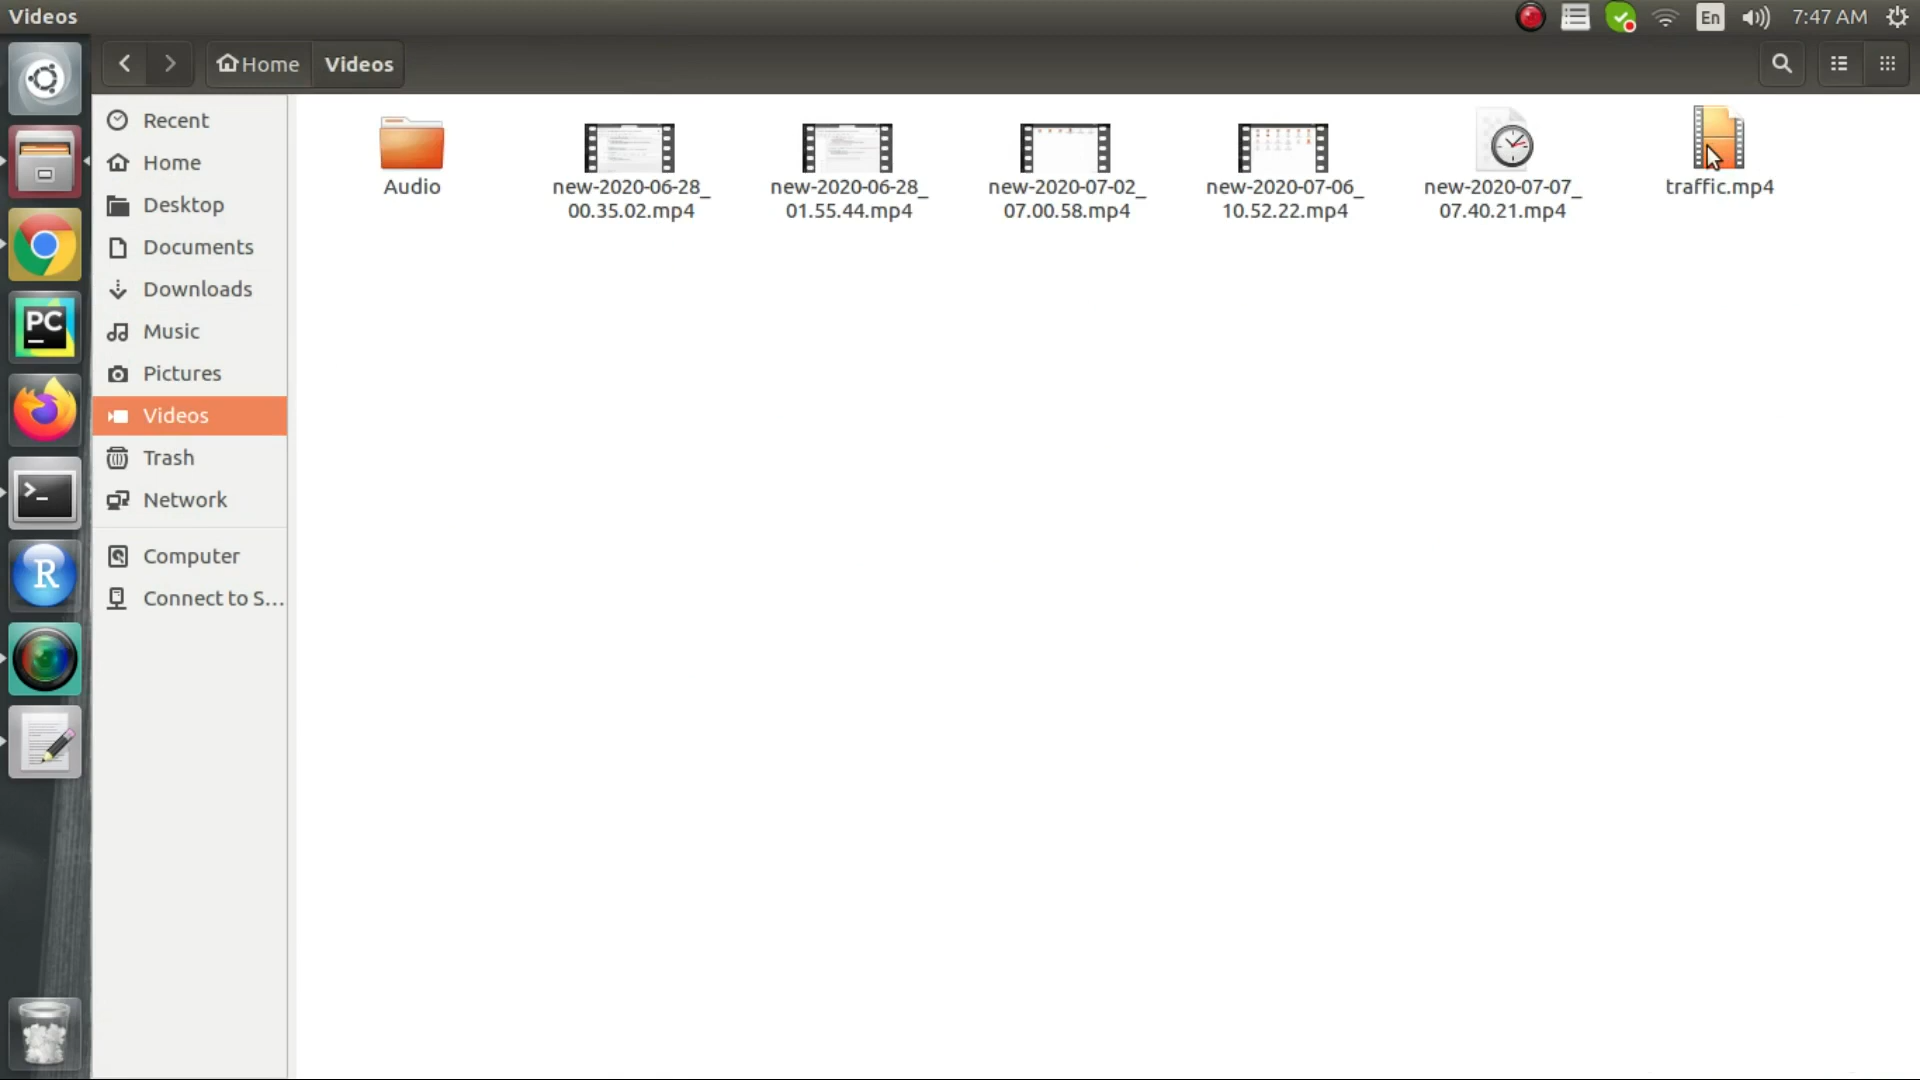 Videos
En
7:47 AM
Home
Videos
PC
R
Recent
Home
Desktop
Documents
Downloads
Music
Pictures
Videos
Trash
Network
Computer
Connect to S...
Audio
new-2020-06-28_
00.35.02.mp4
new-2020-06-28_
01.55.44.mp4
new-2020-07-02_
07.00.58.mp4
new-2020-07-06_
10.52.22.mp4
new-2020-07-07_
07.40.21.mp4
traffic.mp4